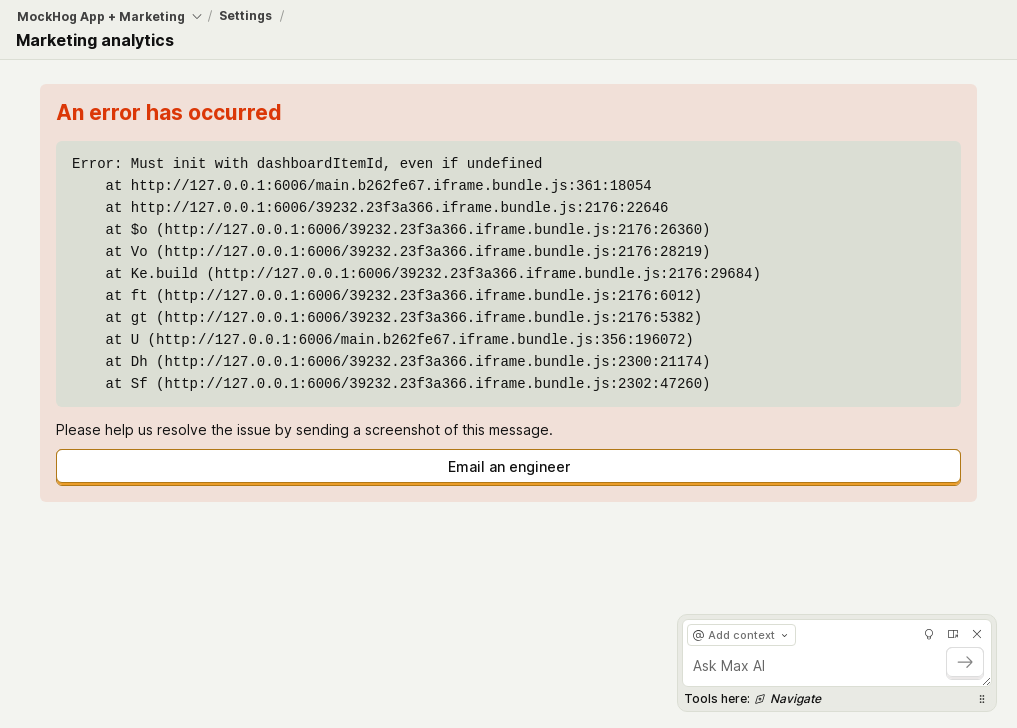 MockHog App + Marketing / Settings /
Marketing analytics
An error has occurred
Error: Must init with dashboardItemId, even if undefined
    at http://127.0.0.1:6006/main.b262fe67.iframe.bundle.js:361:18054
    at http://127.0.0.1:6006/39232.23f3a366.iframe.bundle.js:2176:22646
    at $o (http://127.0.0.1:6006/39232.23f3a366.iframe.bundle.js:2176:26360)
    at Vo (http://127.0.0.1:6006/39232.23f3a366.iframe.bundle.js:2176:28219)
    at Ke.build (http://127.0.0.1:6006/39232.23f3a366.iframe.bundle.js:2176:29684)
    at ft (http://127.0.0.1:6006/39232.23f3a366.iframe.bundle.js:2176:6012)
    at gt (http://127.0.0.1:6006/39232.23f3a366.iframe.bundle.js:2176:5382)
    at U (http://127.0.0.1:6006/main.b262fe67.iframe.bundle.js:356:196072)
    at Dh (http://127.0.0.1:6006/39232.23f3a366.iframe.bundle.js:2300:21174)
    at Sf (http://127.0.0.1:6006/39232.23f3a366.iframe.bundle.js:2302:47260)
Please help us resolve the issue by sending a screenshot of this message.
Email an engineer
@ Add context
Ask Max AI
Tools here: Navigate